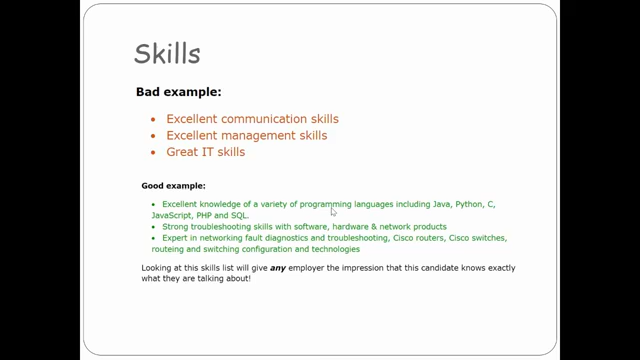 Skills
Bad example:
• Excellent communication skills
• Excellent management skills
• Great IT skills
Good example:
• Excellent knowledge of a variety of programming languages including Java, Python, C,
JavaScript, PHP and SQL.
• Strong troubleshooting skills with software, hardware & network products
• Expert in networking fault diagnostics and troubleshooting, Cisco routers, Cisco switches,
routeing and switching configuration and technologies
Looking at this skills list will give any employer the impression that this candidate knows exactly
what they are talking about!